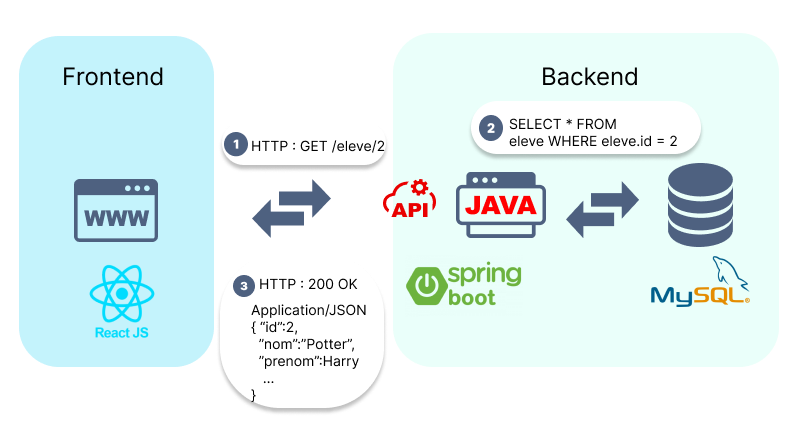 Frontend
Backend
1
HTTP : GET /eleve/2
2
SELECT * FROM
eleve WHERE eleve.id = 2
www
API
JAVA
React JS
spring
boot
MySQL®
3
HTTP : 200 OK
Application/JSON
{ “id”:2,
”nom”:”Potter”,
”prenom”:Harry
...
}